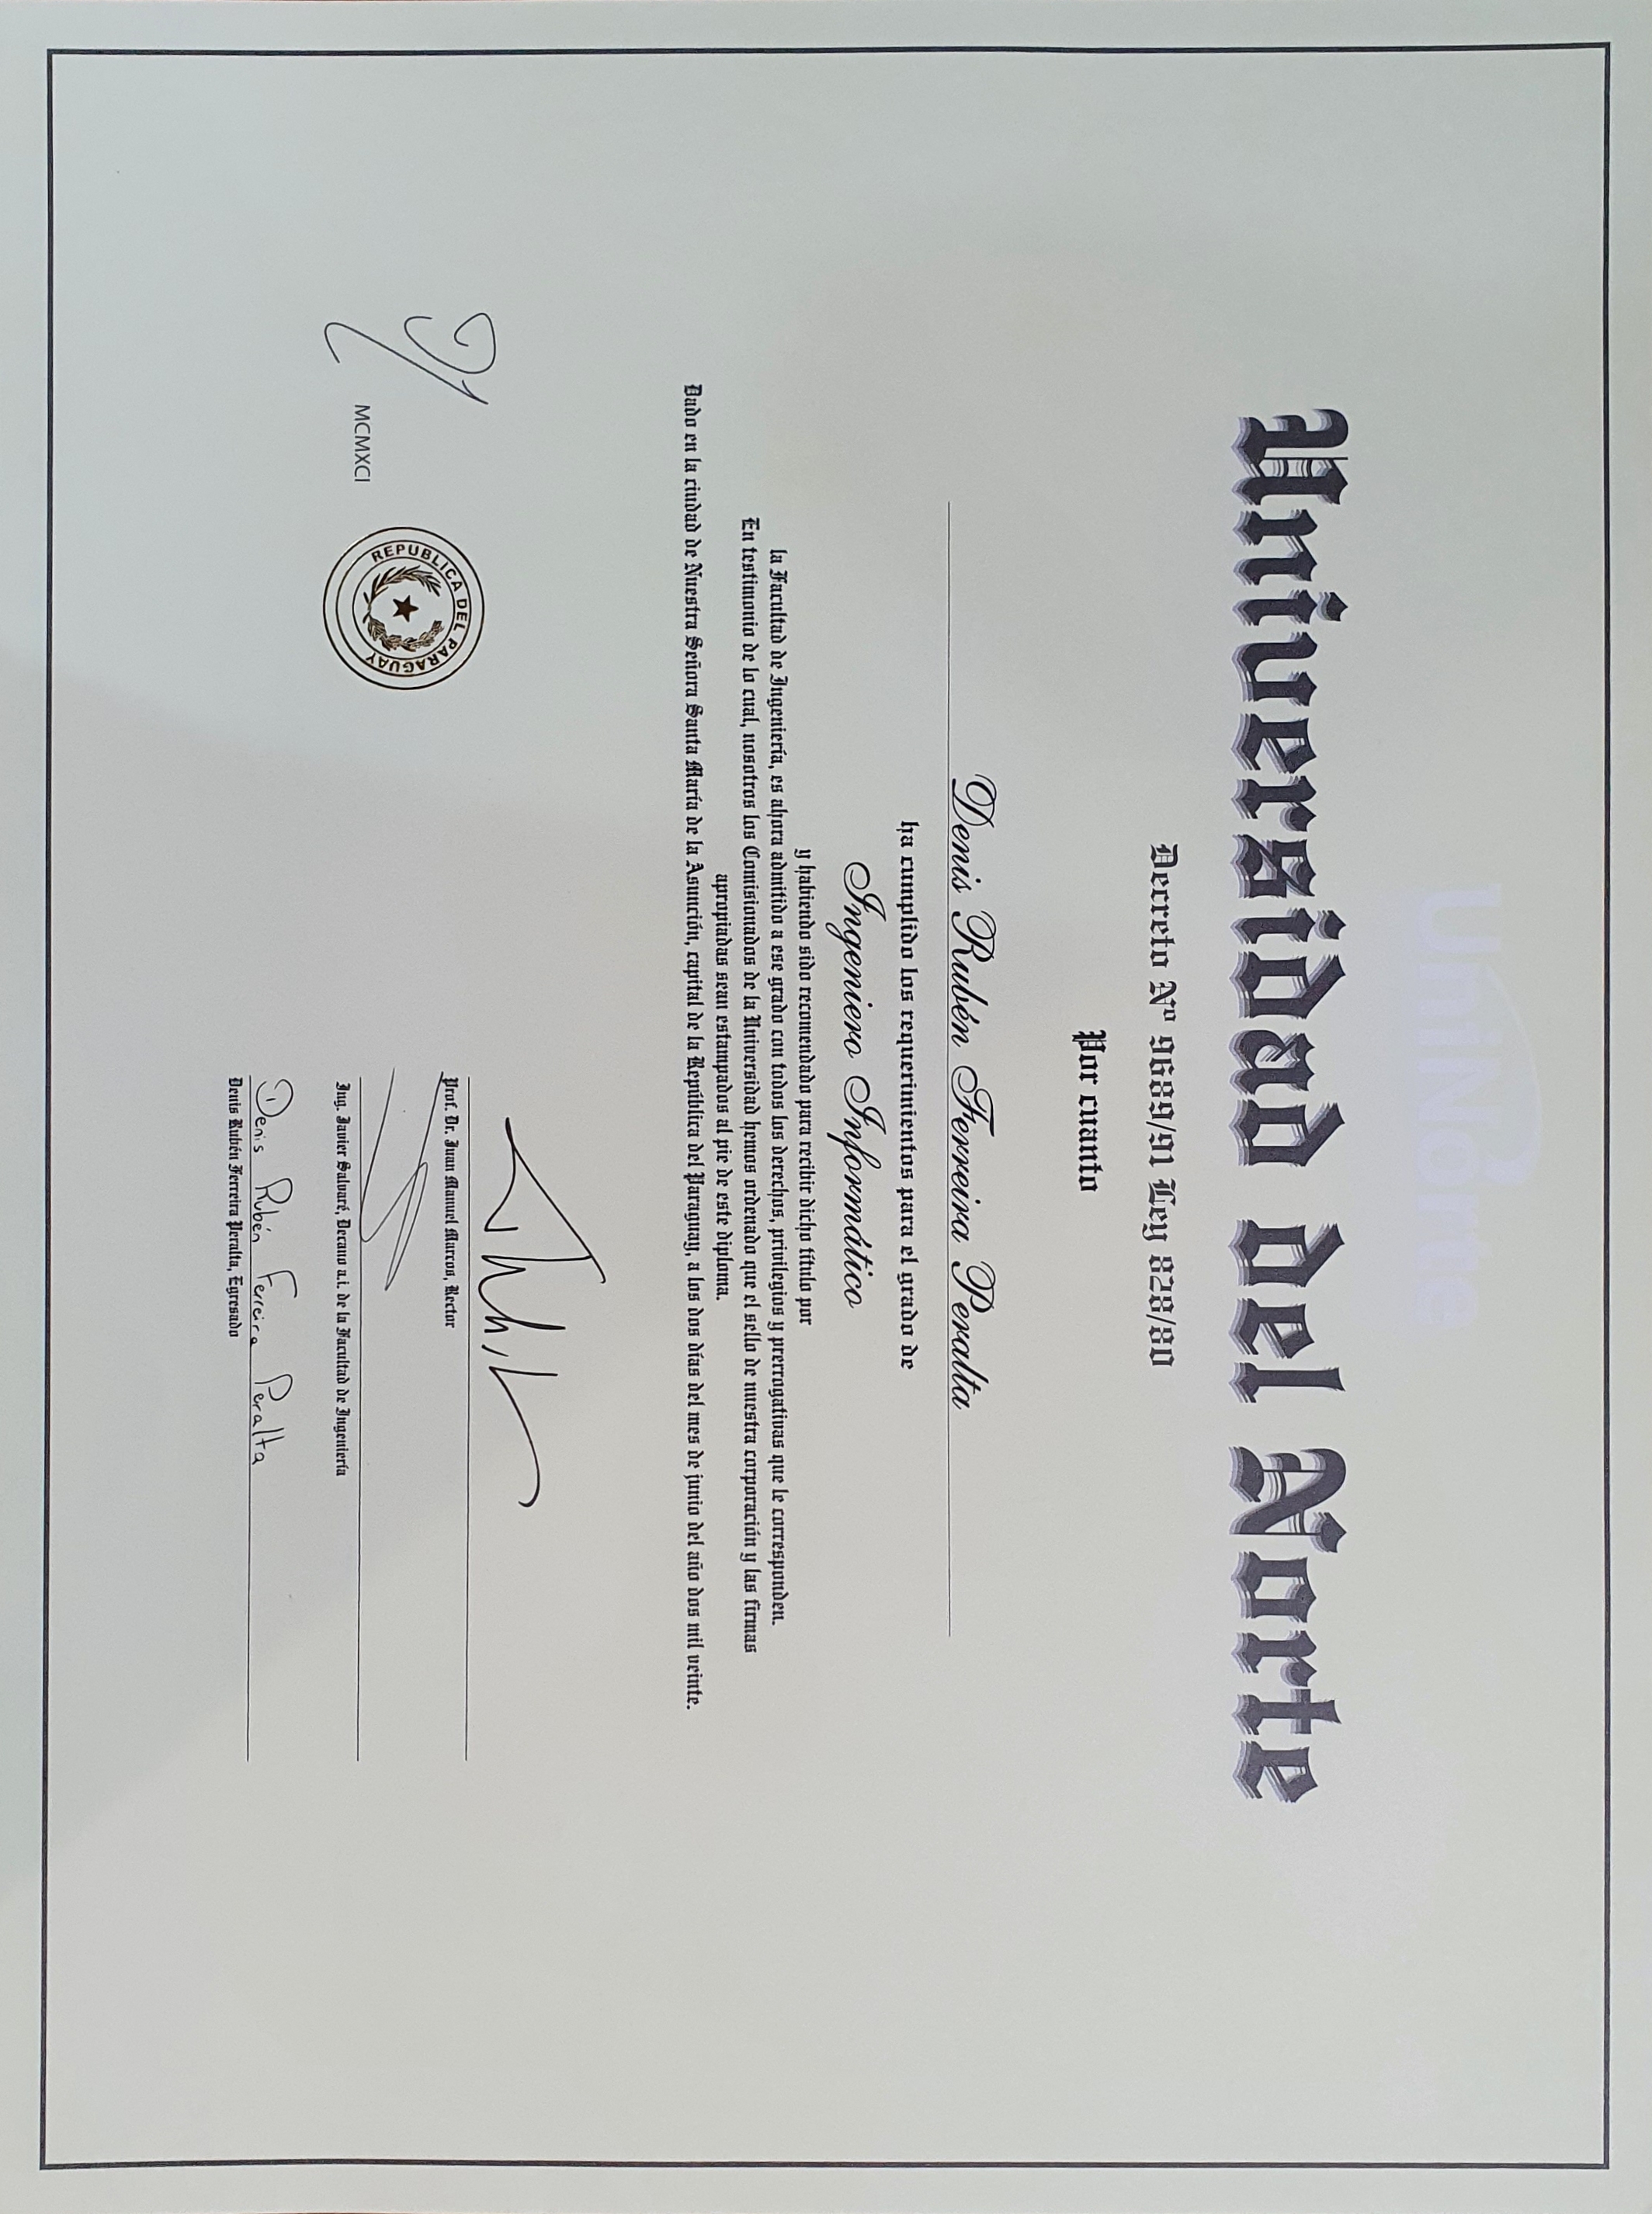 UniNorte
Universidad del Norte
Decreto Nº 9689/91 Ley 828/80
Por cuanto
Denis Rubén Ferreira Peralta
ha cumplido los requerimientos para el grado de
Ingeniero Informático
y habiendo sido recomendado para recibir dicho título por
la Facultad de Ingeniería, es ahora admitido a ese grado con todos los derechos, privilegios y prerrogativas que le corresponden.
En testimonio de lo cual, nosotros los Comisionados de la Universidad hemos ordenado que el sello de nuestra corporación y las firmas
apropiadas sean estampados al pie de este diploma.
Dado en la ciudad de Nuestra Señora Santa María de la Asunción, capital de la República del Paraguay, a los dos días del mes de junio del año dos mil veinte.
MCMXCI
REPUBLICA DEL PARAGUAY
Prof. Dr. Juan Manuel Marcos, Rector
Ing. Javier Salvaré, Decano a.i. de la Facultad de Ingeniería
Denis Rubén Ferreira Peralta
Denis Rubén Ferreira Peralta, Egresado